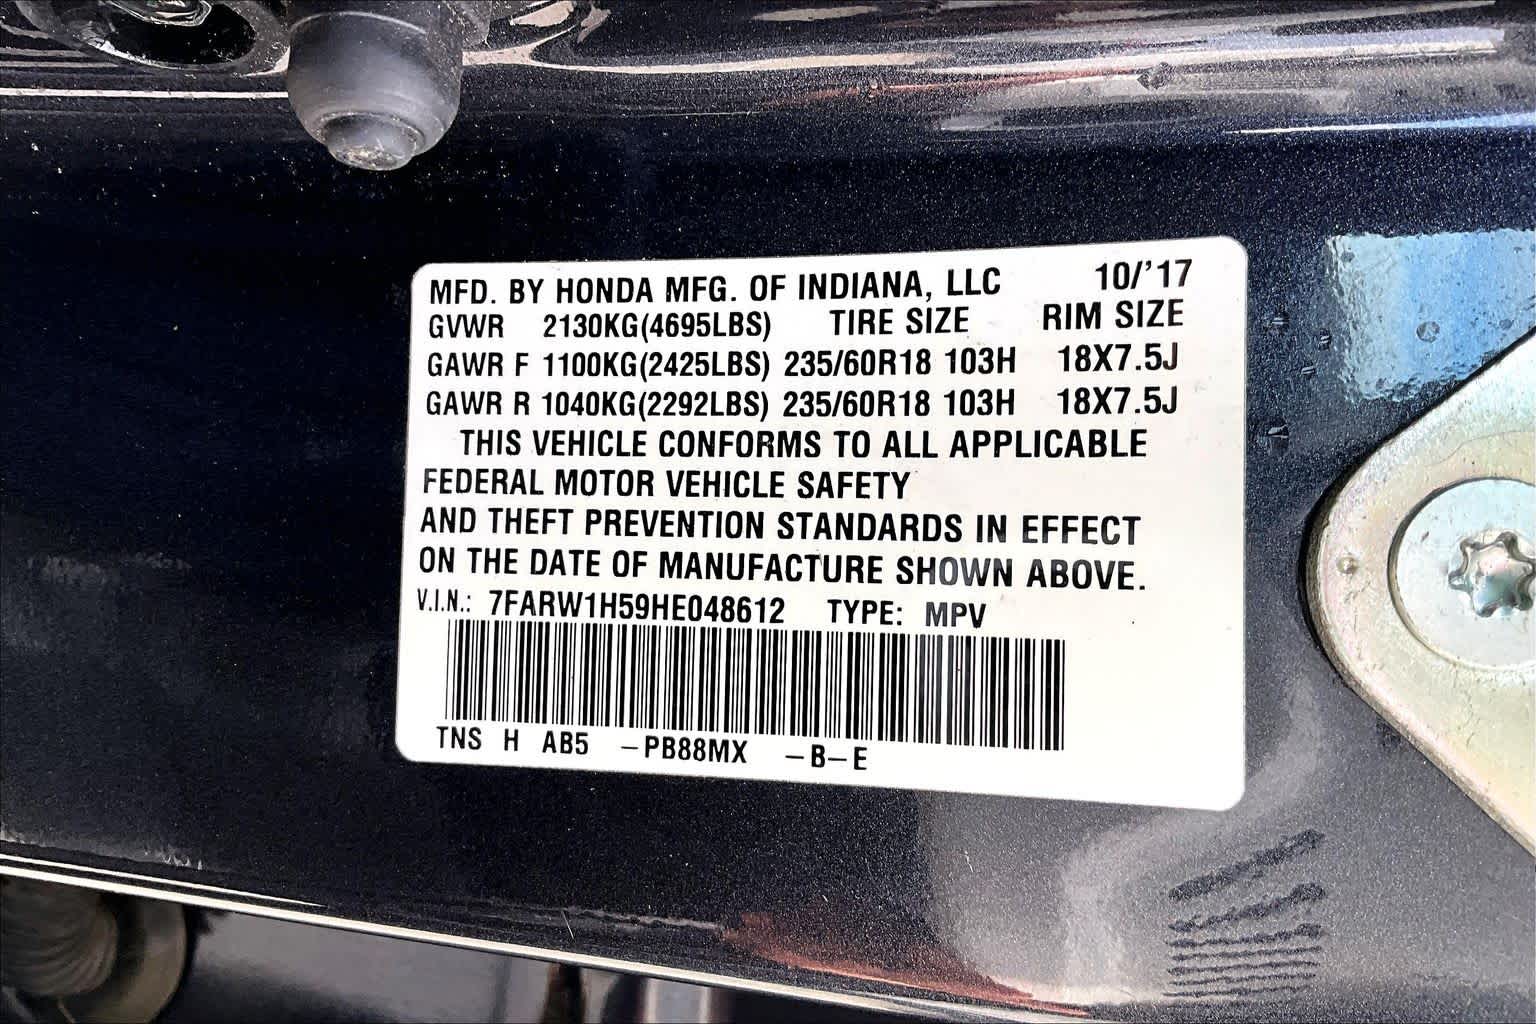 MFD. BY HONDA MFG. OF INDIANA, LLC 10/'17
GVWR 2130KG(4695LBS) TIRE SIZE RIM SIZE
GAWR F 1100KG(2425LBS) 235/60R18 103H 18X7.5J
GAWR R 1040KG(2292LBS) 235/60R18 103H 18X7.5J
THIS VEHICLE CONFORMS TO ALL APPLICABLE
FEDERAL MOTOR VEHICLE SAFETY
AND THEFT PREVENTION STANDARDS IN EFFECT
ON THE DATE OF MANUFACTURE SHOWN ABOVE.
V.I.N.: 7FARW1H59HE048612 TYPE: MPV
TNS H AB5 –PB88MX –B–E